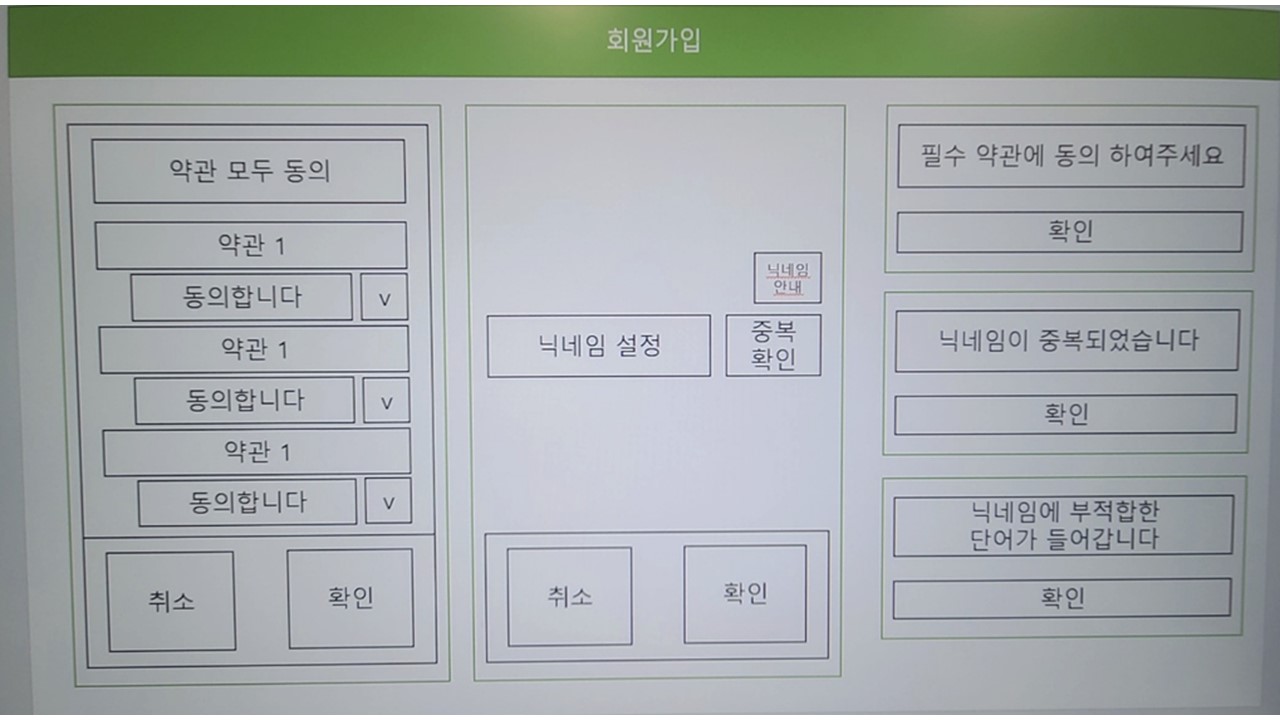 회원가입
약관 모두 동의
약관 1
동의합니다
v
약관 1
동의합니다
v
약관 1
동의합니다
v
취소
확인
닉네임
안내
닉네임 설정
중복
확인
취소
확인
필수 약관에 동의 하여주세요
확인
닉네임이 중복되었습니다
확인
닉네임에 부적합한
단어가 들어갑니다
확인